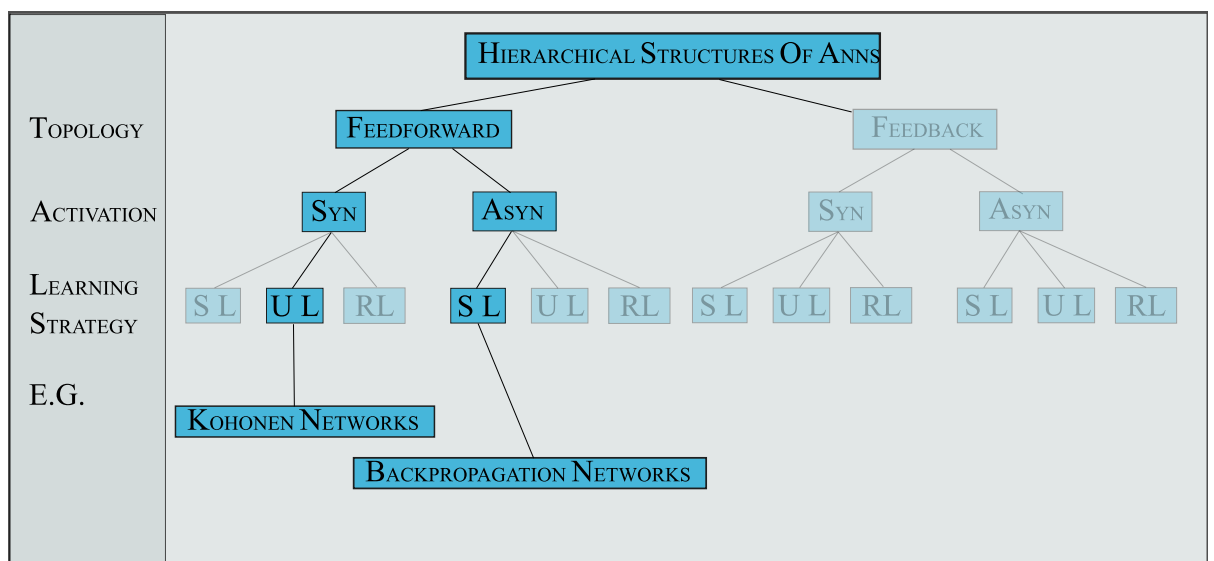 Hierarchical Structures Of Anns
Topology
Feedforward
Feedback
Activation
Syn
Asyn
Syn
Asyn
Learning
Strategy
S L
U L
RL
S L
U L
RL
S L
U L
RL
S L
U L
RL
E.G.
Kohonen Networks
Backpropagation Networks